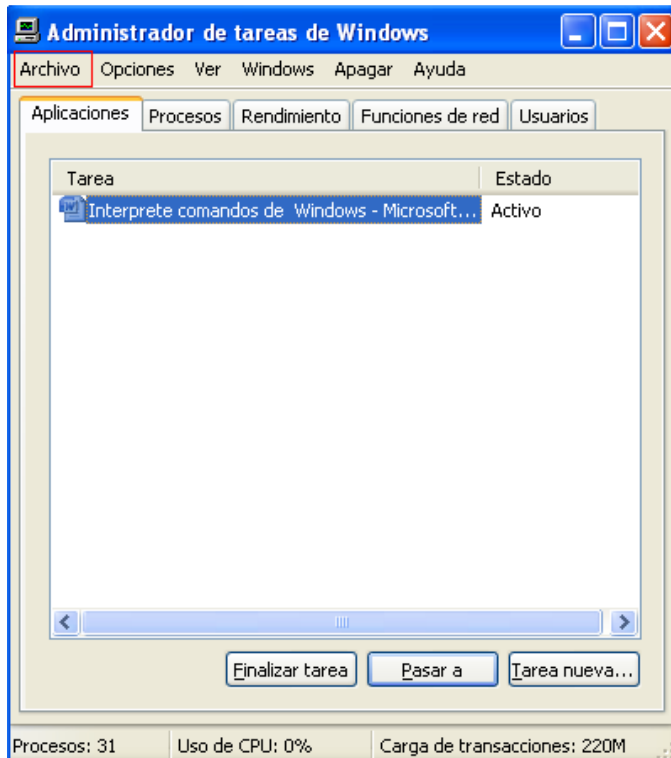 Administrador de tareas de Windows
Archivo Opciones Ver Windows Apagar Ayuda
Aplicaciones Procesos Rendimiento Funciones de red Usuarios
Tarea Estado
Interprete comandos de Windows - Microsoft... Activo
Finalizar tarea Pasar a Tarea nueva...
Procesos: 31 Uso de CPU: 0% Carga de transacciones: 220M